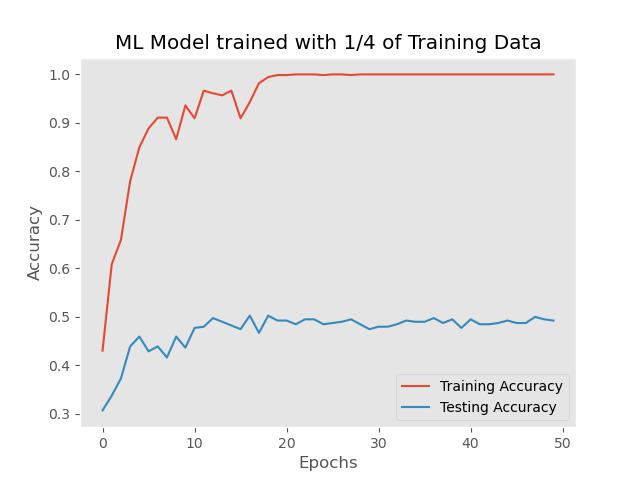 ML Model trained with 1/4 of Training Data
1.0
0.9
0.8
0.7
0.6
0.5
0.4
0.3
Accuracy
Training Accuracy
Testing Accuracy
0 10 20 30 40 50
Epochs